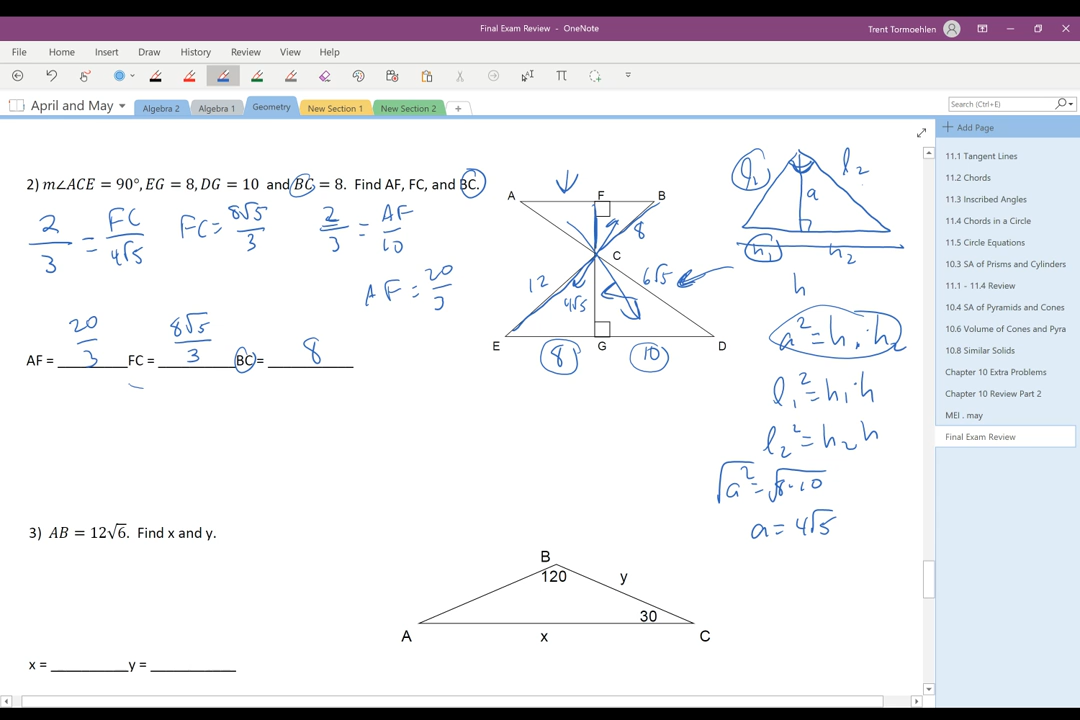 Final Exam Review - OneNote
Trent Tormoehlen
File Home Insert Draw History Review View Help
April and May
Algebra 2
Algebra 1
Geometry
New Section 1
New Section 2
+
Search (Ctrl+E)
+ Add Page
11.1 Tangent Lines
11.2 Chords
11.3 Inscribed Angles
11.4 Chords in a Circle
11.5 Circle Equations
10.3 SA of Prisms and Cylinders
11.1 - 11.4 Review
10.4 SA of Pyramids and Cones
10.6 Volume of Cones and Pyra
10.8 Similar Solids
Chapter 10 Extra Problems
Chapter 10 Review Part 2
MEI . may
Final Exam Review
2) m∠ACE = 90°, EG = 8, DG = 10 and BC = 8. Find AF, FC, and BC.
2/3 = FC/4√5
FC = 8√5/3
2/3 = AF/10
AF = 20/3
A F B
8
C
12
6√5
4√5
E G D
8 10
l₁ l₂
a
h₁ h₂
h
a² = h₁·h₂
l₁² = h₁·h
l₂² = h₂h
√a² = √8·10
a = 4√5
AF = 20/3 FC = 8√5/3 BC = 8
3) AB = 12√6. Find x and y.
B
120
y
30
A x C
x = ____________y = ____________